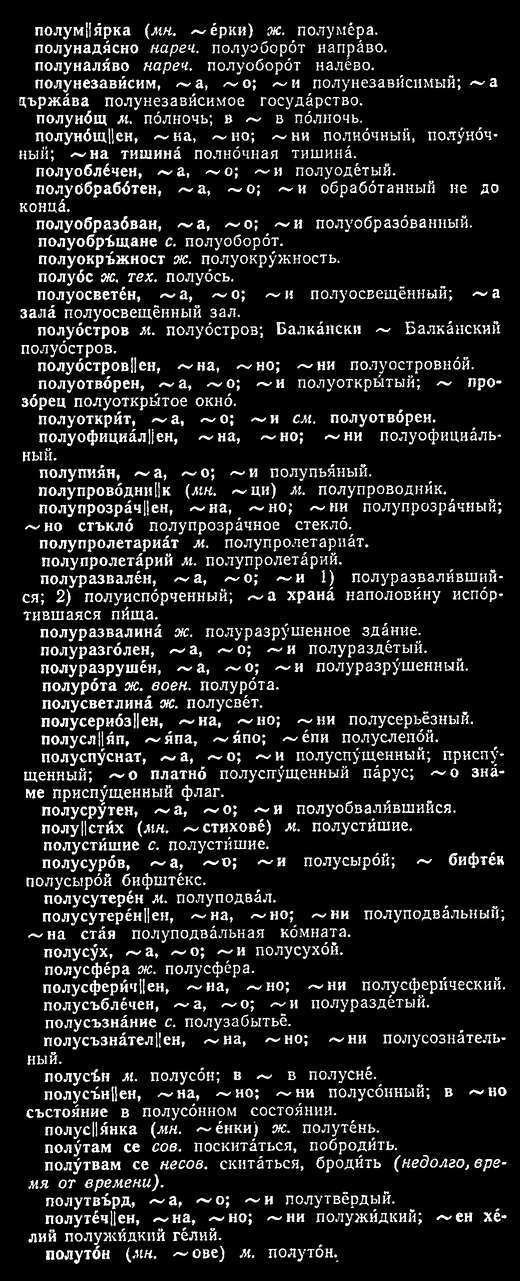 полум||я́рка (мн. ~е́рки) ж. полуме́ра.
полунадя́сно нареч. полуоборо́т напра́во.
полуналя́во нареч. полуоборо́т нале́во.
полунезави́сим, ~а, ~о; ~и полунезави́симый; ~а
държа́ва полунезави́симое госуда́рство.
полуно́щ м. по́лночь; в ~ в по́лночь.
полуно́щ||ен, ~на, ~но; ~ни полно́чный, полу́ноч-
ный; ~на тишина́ полно́чная тишина́.
полуобле́чен, ~а, ~о; ~и полуоде́тый.
полуобрабо́тен, ~а, ~о; ~и обрабо́танный не до
конца́.
полуобразо́ван, ~а, ~о; ~и полуобразо́ванный.
полуобръ́щане с. полуоборо́т.
полуокръ́жност ж. полуокру́жность.
полуо́с ж. тех. полуо́сь.
полуосвете́н, ~а, ~о; ~и полуосвещённый; ~а
зала́ полуосвещённый зал.
полуо́стров м. полуо́стров; Балка́нски ~ Балка́нский
полуо́стров.
полуо́стров||ен, ~на, ~но; ~ни полуостровно́й.
полуотво́рен, ~а, ~о; ~и полуоткры́тый; ~ про-
зо́рец полуоткры́тое окно́.
полуоткри́т, ~а, ~о; ~и см. полуотво́рен.
полуофициа́л||ен, ~на, ~но; ~ни полуофициа́ль-
ный.
полупия́н, ~а, ~о; ~и полупья́ный.
полупрово́дни||к (мн. ~ци) м. полупроводни́к.
полупрозра́ч||ен, ~на, ~но; ~ни полупрозра́чный;
~но стъкло́ полупрозра́чное стекло́.
полупролетариа́т м. полупролетариа́т.
полупролета́рий м. полупролета́рий.
полуразвале́н, ~а, ~о; ~и 1) полуразвали́вший-
ся; 2) полуиспо́рченный; ~а храна́ наполови́ну испо́р-
тившаяся пи́ща.
полуразвалина́ ж. полуразру́шенное зда́ние.
полуразго́лен, ~а, ~о; ~и полуразде́тый.
полуразруше́н, ~а, ~о; ~и полуразру́шенный.
полуро́та ж. воен. полуро́та.
полусветлина́ ж. полусве́т.
полусерио́з||ен, ~на, ~но; ~ни полусерьёзный.
полусл||я́п, ~я́па, ~я́по; ~е́пи полуслепо́й.
полуспу́снат, ~а, ~о; ~и полуспу́щенный; приспу́-
щенный; ~о платно́ полуспу́щенный па́рус; ~о зна́-
ме приспу́щенный флаг.
полусру́тен, ~а, ~о; ~и полуобвали́вшийся.
полу||сти́х (мн. ~стихове́) м. полусти́шие.
полусти́шие с. полусти́шие.
полусуро́в, ~а, ~о; ~и полусыро́й; ~ бифте́к
полусыро́й бифште́кс.
полусутере́н м. полуподва́л.
полусутере́н||ен, ~на, ~но; ~ни полуподва́льный;
~на ста́я полуподва́льная ко́мната.
полусу́х, ~а, ~о; ~и полусухо́й.
полусфе́ра ж. полусфе́ра.
полусфери́ч||ен, ~на, ~но; ~ни полусфери́ческий.
полусъбле́чен, ~а, ~о; ~и полуразде́тый.
полусъзна́ние с. полузабытьё.
полусъзна́тел||ен, ~на, ~но; ~ни полусозна́тель-
ный.
полусъ́н м. полусо́н; в ~ в полусне́.
полусъ́н||ен, ~на, ~но; ~ни полусо́нный; в ~но
състоя́ние в полусо́нном состоя́нии.
полус||я́нка (мн. ~е́нки) ж. полуте́нь.
полу́там се сов. поскита́ться, поброди́ть.
полу́твам се несов. скита́ться, броди́ть (недолго, вре-
мя от времени).
полутвъ́рд, ~а, ~о; ~и полутвёрдый.
полуте́ч||ен, ~на, ~но; ~ни полужи́дкий; ~ен хе́-
лий полужи́дкий ге́лий.
полуто́н (мн. ~ове) м. полуто́н.